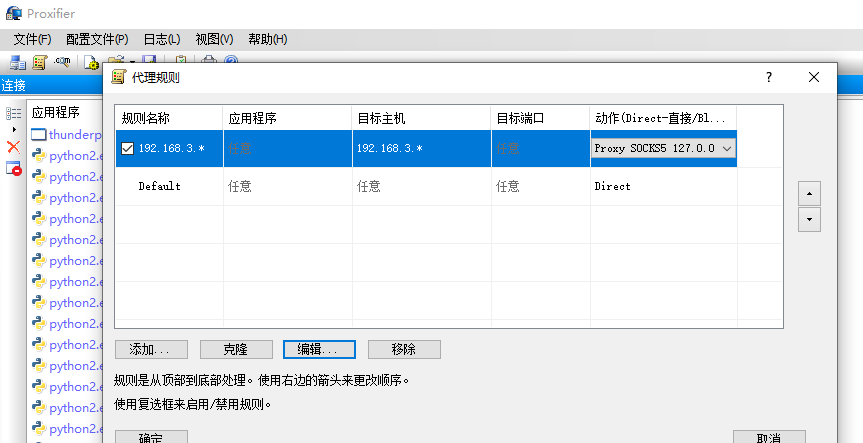 Proxifier
文件(F) 配置文件(P) 日志(L) 视图(V) 帮助(H)
连接
代理规则
应用程序
规则名称 应用程序 目标主机 目标端口 动作(Direct-直接/Bl...
192.168.3.* 任意 192.168.3.* 任意 Proxy SOCKS5 127.0.0
Default 任意 任意 任意 Direct
thunderp
python2.e
python2.e
python2.e
python2.e
python2.e
python2.e
python2.e
python2.e
python2.e
python2.e
python2.e
python2.e
python2.e
python2.e
添加... 克隆 编辑... 移除
规则是从顶部到底部处理。使用右边的箭头来更改顺序。
使用复选框来启用/禁用规则。
确定 取消